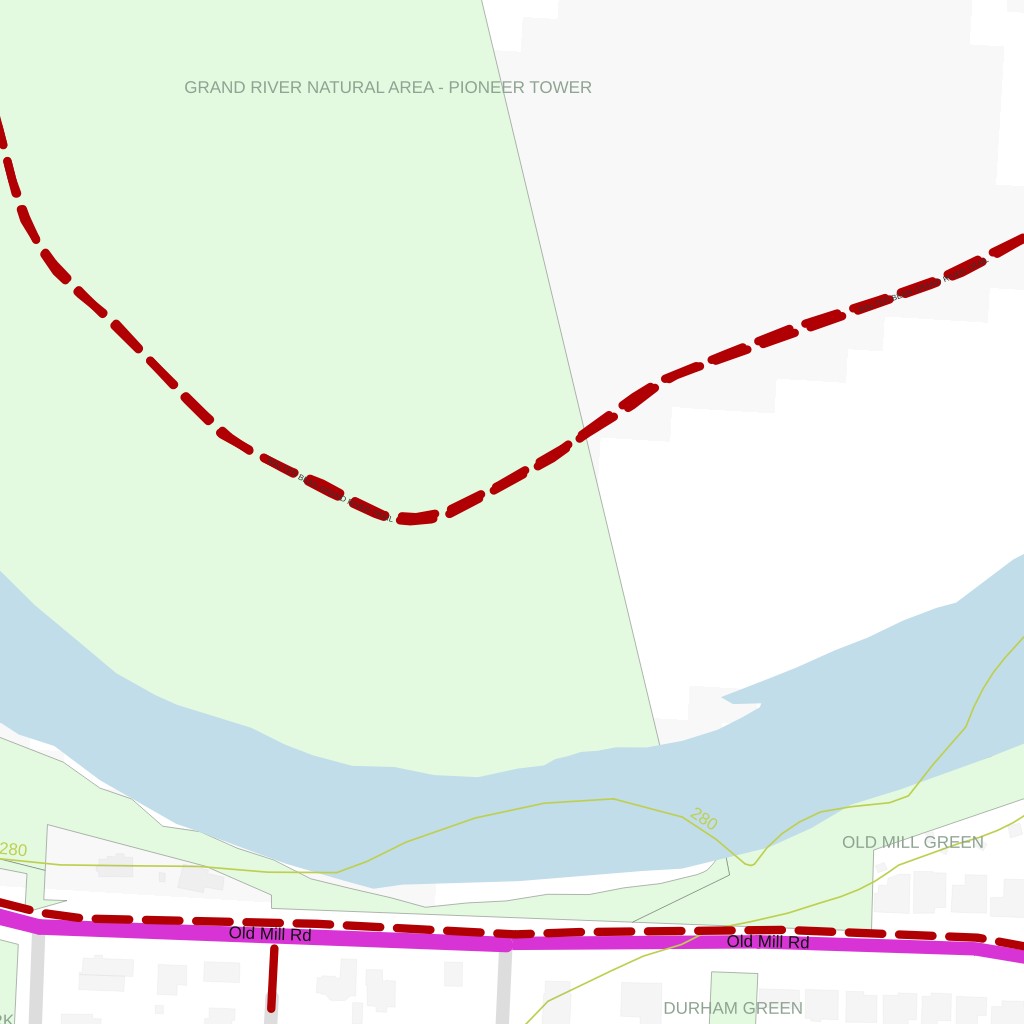 GRAND RIVER NATURAL AREA - PIONEER TOWER
280
OLD MILL GREEN
280
Old Mill Rd
Old Mill Rd
DURHAM GREEN